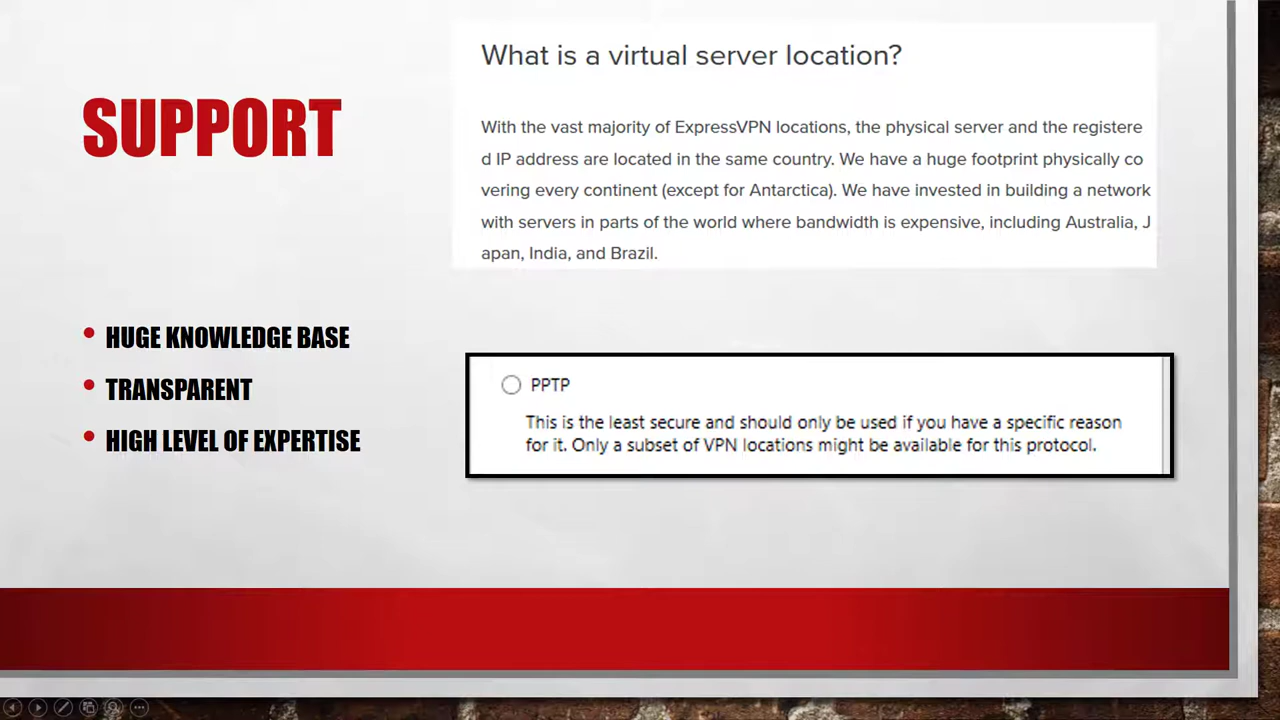 SUPPORT
• HUGE KNOWLEDGE BASE
• TRANSPARENT
• HIGH LEVEL OF EXPERTISE
What is a virtual server location?
With the vast majority of ExpressVPN locations, the physical server and the registere
d IP address are located in the same country. We have a huge footprint physically co
vering every continent (except for Antarctica). We have invested in building a network
with servers in parts of the world where bandwidth is expensive, including Australia, J
apan, India, and Brazil.
PPTP
This is the least secure and should only be used if you have a specific reason
for it. Only a subset of VPN locations might be available for this protocol.